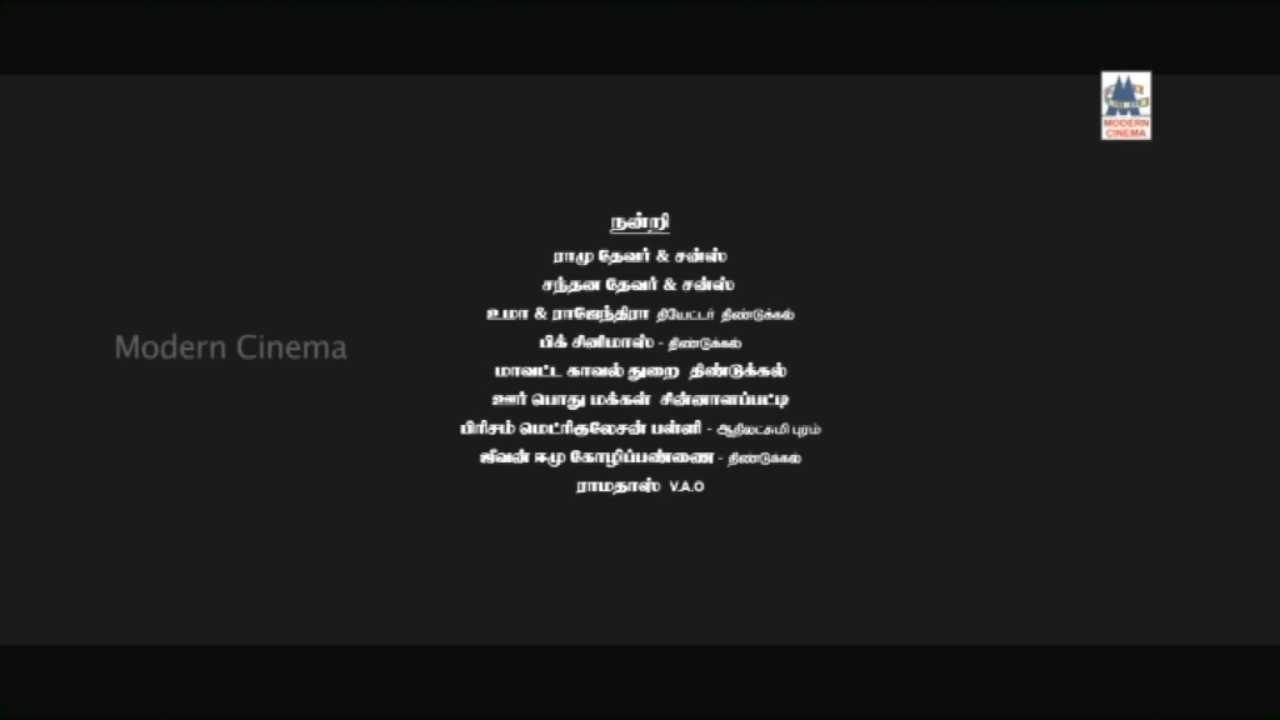 MODERN
CINEMA
நன்றி
ராமு தேவர் & சன்ஸ்
சந்தன தேவர் & சன்ஸ்
உமா & ராஜேந்திரா தியேட்டர் திண்டுக்கல்
பிக் சினிமாஸ் - திண்டுக்கல்
Modern Cinema
மாவட்ட காவல் துறை திண்டுக்கல்
ஊர் பொது மக்கள் சின்னாளப்பட்டி
பிரிசம் மெட்ரிகுலேசன் பள்ளி - ஆதிலட்சுமி புரம்
ஜீவன் ஈமு கோழிப்பண்ணை - திண்டுக்கல்
ராமதாஸ் V.A.O